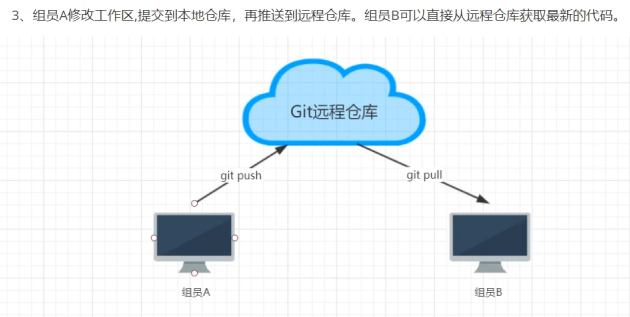 3、组员A修改工作区,提交到本地仓库，再推送到远程仓库。组员B可以直接从远程仓库获取最新的代码。
Git远程仓库
git push
git pull
组员A
组员B